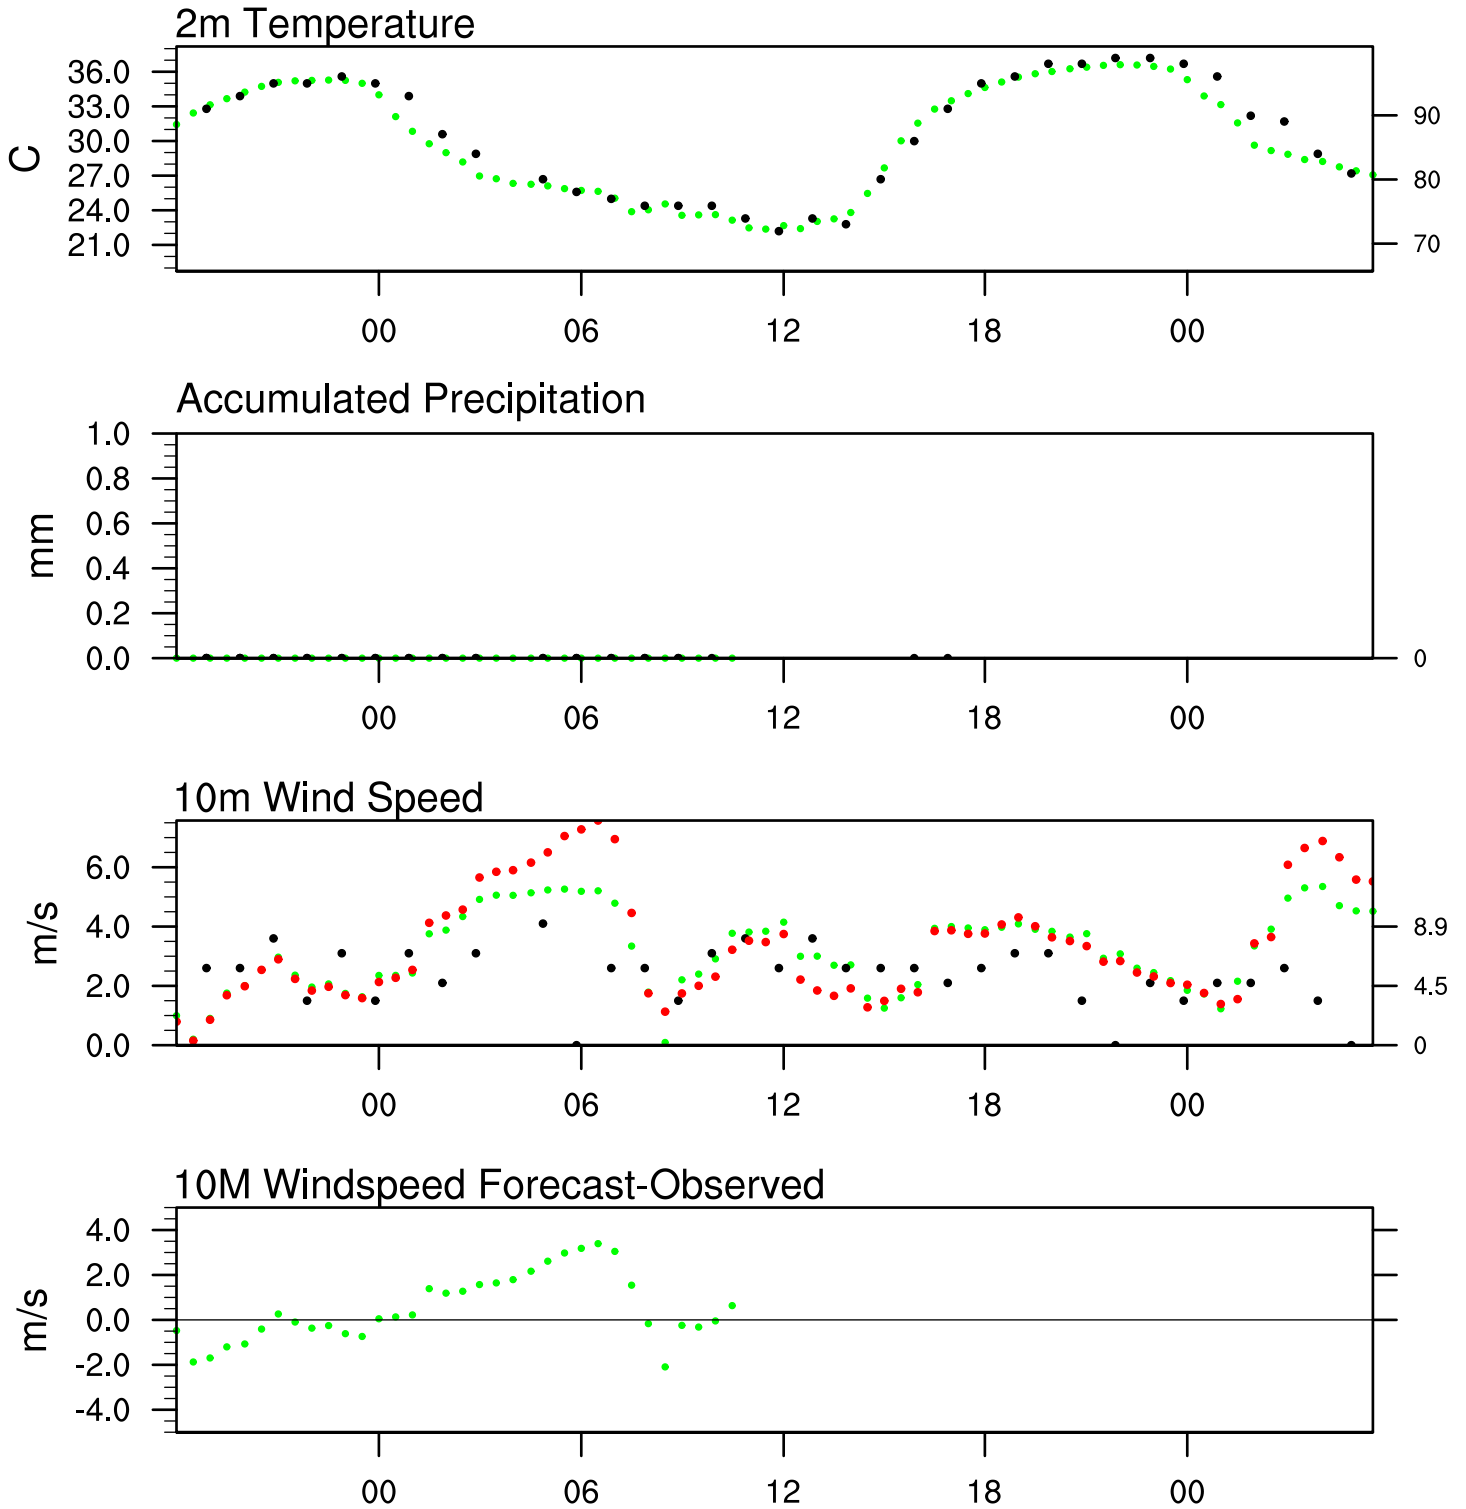 2m Temperature
36.0
33.0
30.0
27.0
24.0
21.0
C
90
80
70
00 06 12 18 00
Accumulated Precipitation
1.0
0.8
0.6
0.4
0.2
0.0
mm
0
00 06 12 18 00
10m Wind Speed
6.0
4.0
2.0
0.0
m/s
8.9
4.5
0
00 06 12 18 00
10M Windspeed Forecast-Observed
4.0
2.0
0.0
-2.0
-4.0
m/s
00 06 12 18 00